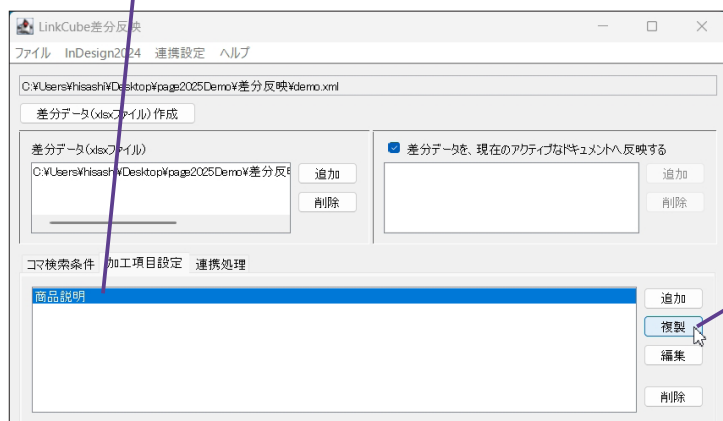 LinkCube差分反映
ファイル InDesign2024 連携設定 ヘルプ
C:¥Users¥hisashi¥Desktop¥page2025Demo¥差分反映¥demo.xml
差分データ(xlsxファイル)作成
差分データ(xlsxファイル)
C:¥Users¥hisashi¥Desktop¥page2025Demo¥差分反
追加
削除
差分データを、現在のアクティブなドキュメントへ反映する
追加
削除
コマ検索条件 加工項目設定 連携処理
商品説明
追加
複製
編集
削除